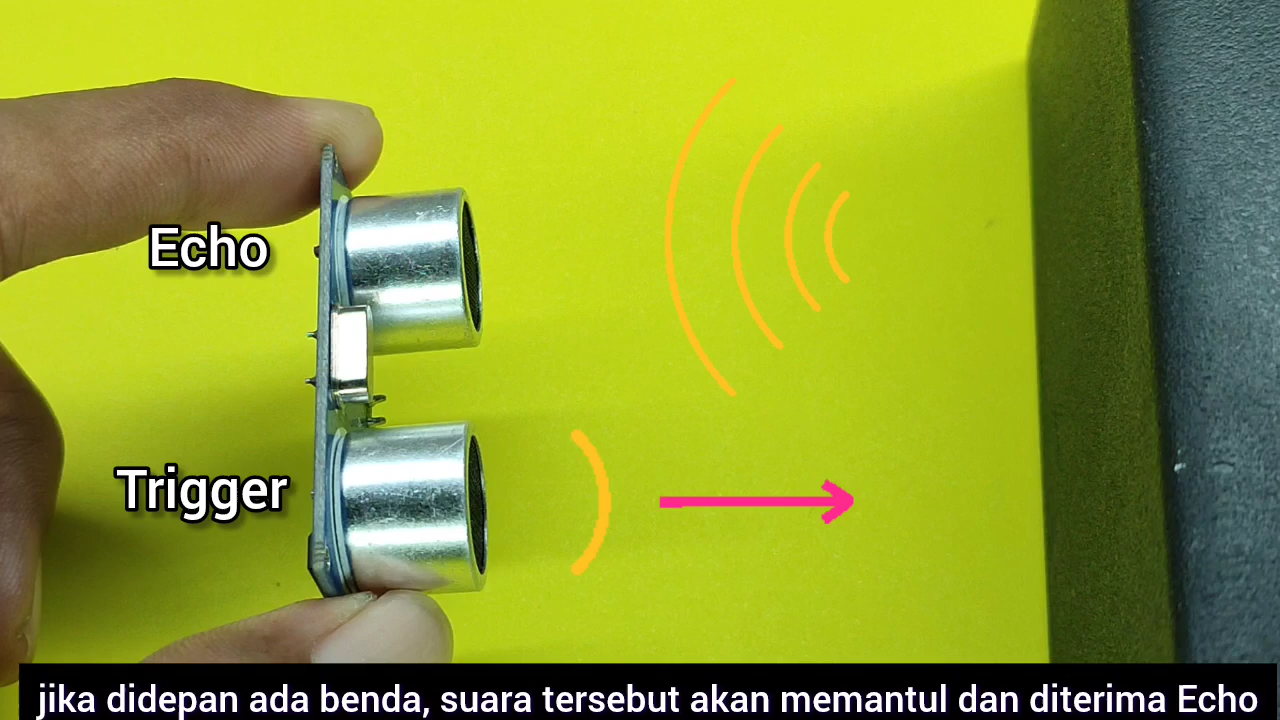 Echo
Trigger
jika didepan ada benda, suara tersebut akan memantul dan diterima Echo